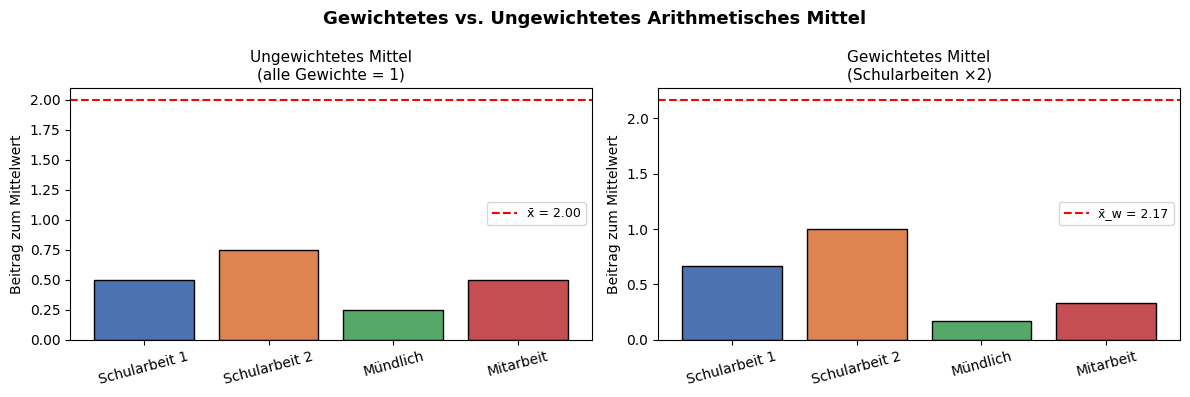 Gewichtetes vs. Ungewichtetes Arithmetisches Mittel
Ungewichtetes Mittel
(alle Gewichte = 1)
Beitrag zum Mittelwert
2.00
1.75
1.50
1.25
1.00
0.75
0.50
0.25
0.00
x̄ = 2.00
Schularbeit 1
Schularbeit 2
Mündlich
Mitarbeit
Gewichtetes Mittel
(Schularbeiten ×2)
Beitrag zum Mittelwert
2.0
1.5
1.0
0.5
0.0
x̄_w = 2.17
Schularbeit 1
Schularbeit 2
Mündlich
Mitarbeit